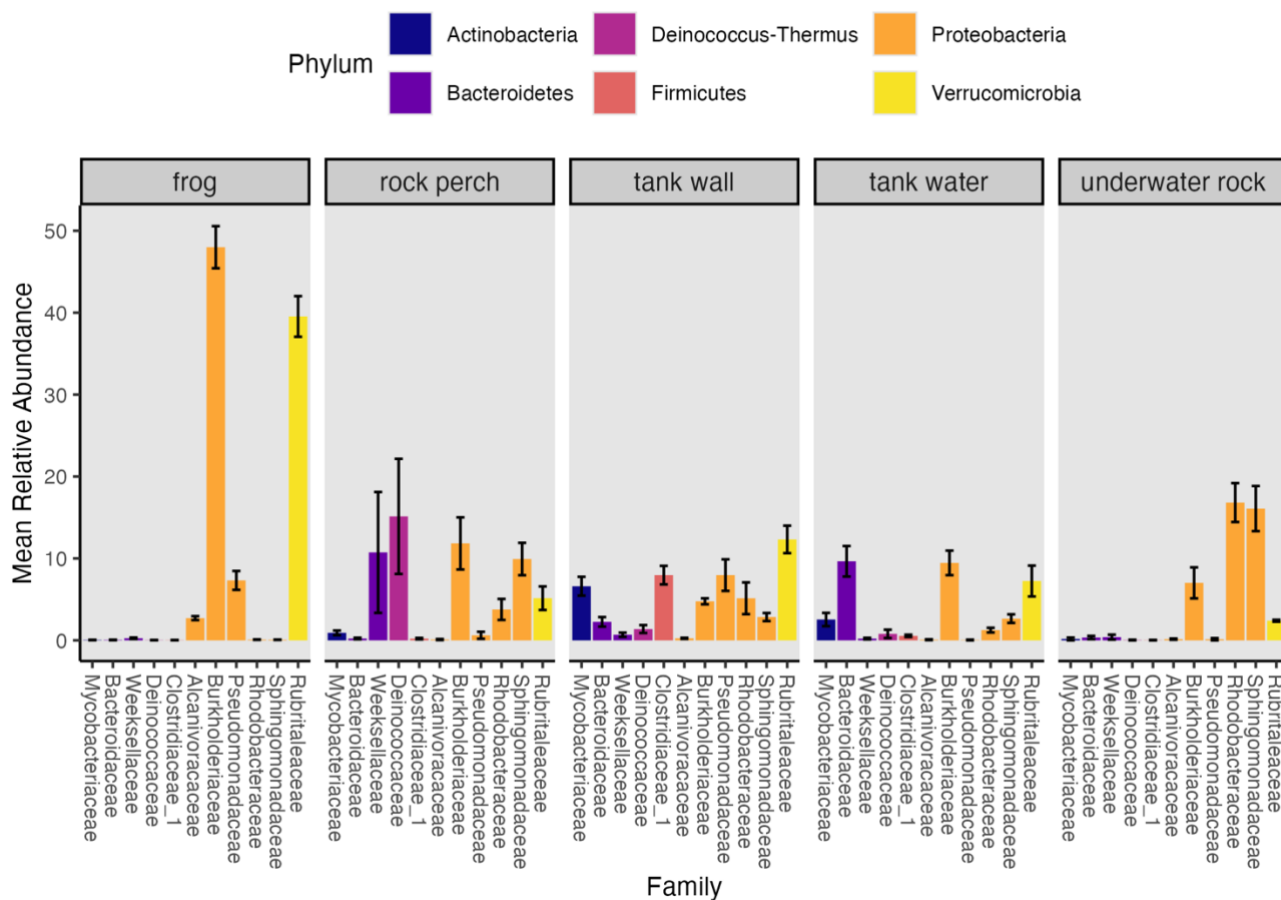 Phylum
Actinobacteria
Deinococcus-Thermus
Proteobacteria
Bacteroidetes
Firmicutes
Verrucomicrobia
frog
rock perch
tank wall
tank water
underwater rock
Mean Relative Abundance
50
40
30
20
10
0
Mycobacteriaceae
Bacteroidaceae
Weeksellaceae
Deinococcaceae
Clostridiaceae_1
Alcanivoracaceae
Burkholderiaceae
Pseudomonadaceae
Rhodobacteraceae
Sphingomonadaceae
Rubritaleaceae
Mycobacteriaceae
Bacteroidaceae
Weeksellaceae
Deinococcaceae
Clostridiaceae_1
Alcanivoracaceae
Burkholderiaceae
Pseudomonadaceae
Rhodobacteraceae
Sphingomonadaceae
Rubritaleaceae
Mycobacteriaceae
Bacteroidaceae
Weeksellaceae
Deinococcaceae
Clostridiaceae_1
Alcanivoracaceae
Burkholderiaceae
Pseudomonadaceae
Rhodobacteraceae
Sphingomonadaceae
Rubritaleaceae
Mycobacteriaceae
Bacteroidaceae
Weeksellaceae
Deinococcaceae
Clostridiaceae_1
Alcanivoracaceae
Burkholderiaceae
Pseudomonadaceae
Rhodobacteraceae
Sphingomonadaceae
Rubritaleaceae
Mycobacteriaceae
Bacteroidaceae
Weeksellaceae
Deinococcaceae
Clostridiaceae_1
Alcanivoracaceae
Burkholderiaceae
Pseudomonadaceae
Rhodobacteraceae
Sphingomonadaceae
Rubritaleaceae
Family